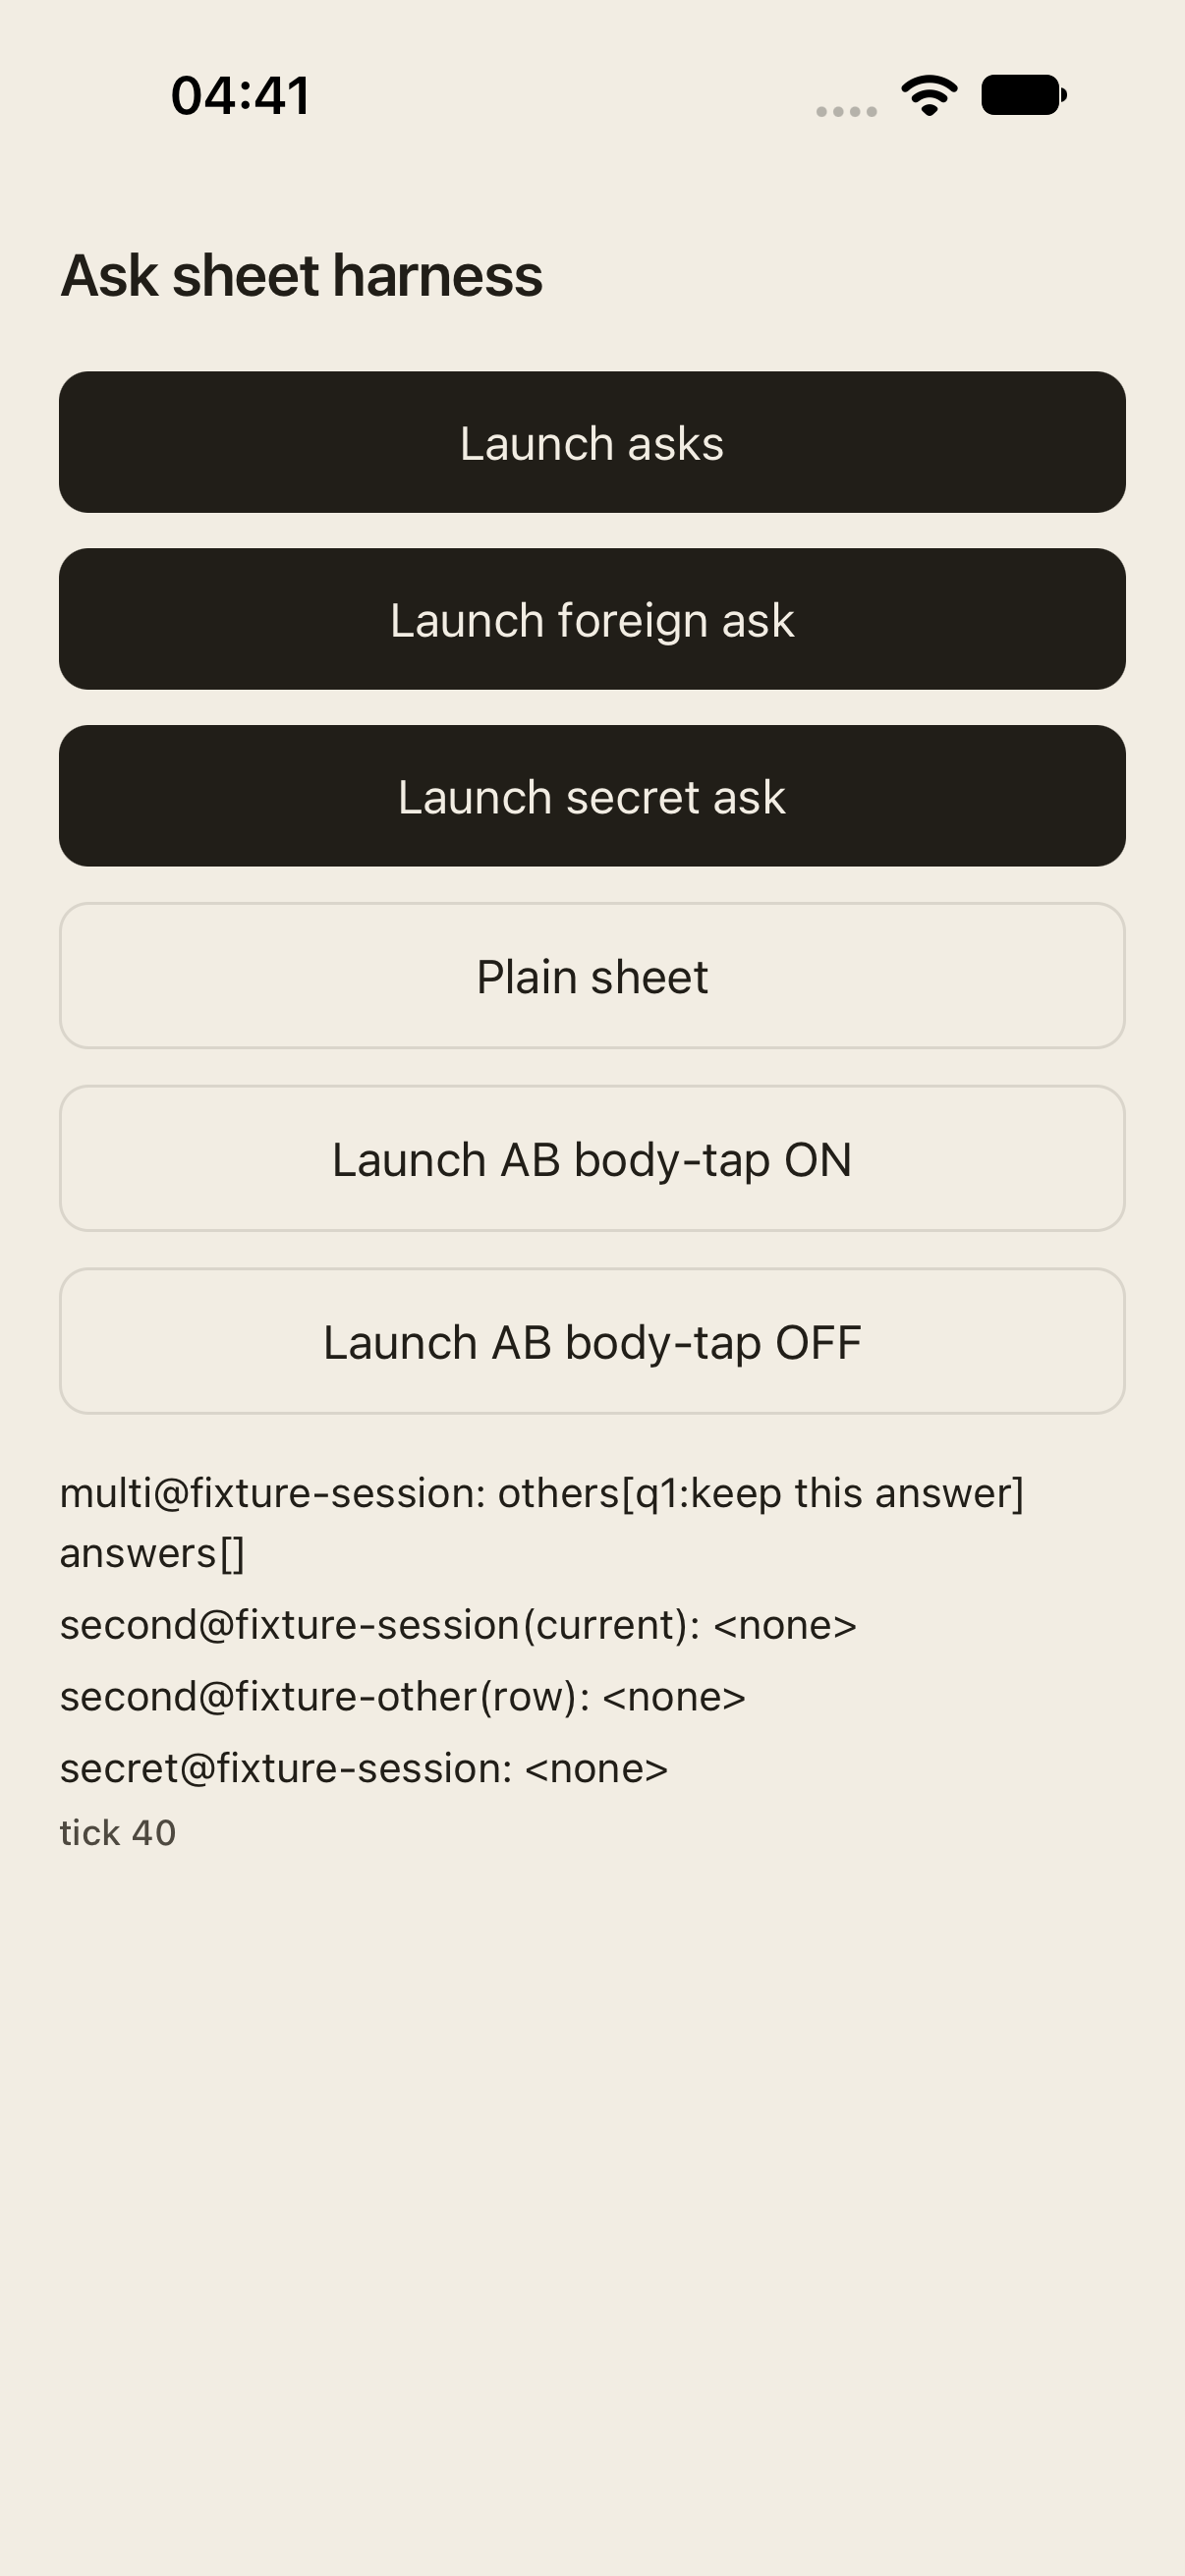 04:41
Ask sheet harness
Launch asks
Launch foreign ask
Launch secret ask
Plain sheet
Launch AB body-tap ON
Launch AB body-tap OFF
multi@fixture-session: others[q1:keep this answer]
answers[]
second@fixture-session(current): <none>
second@fixture-other(row): <none>
secret@fixture-session: <none>
tick 40